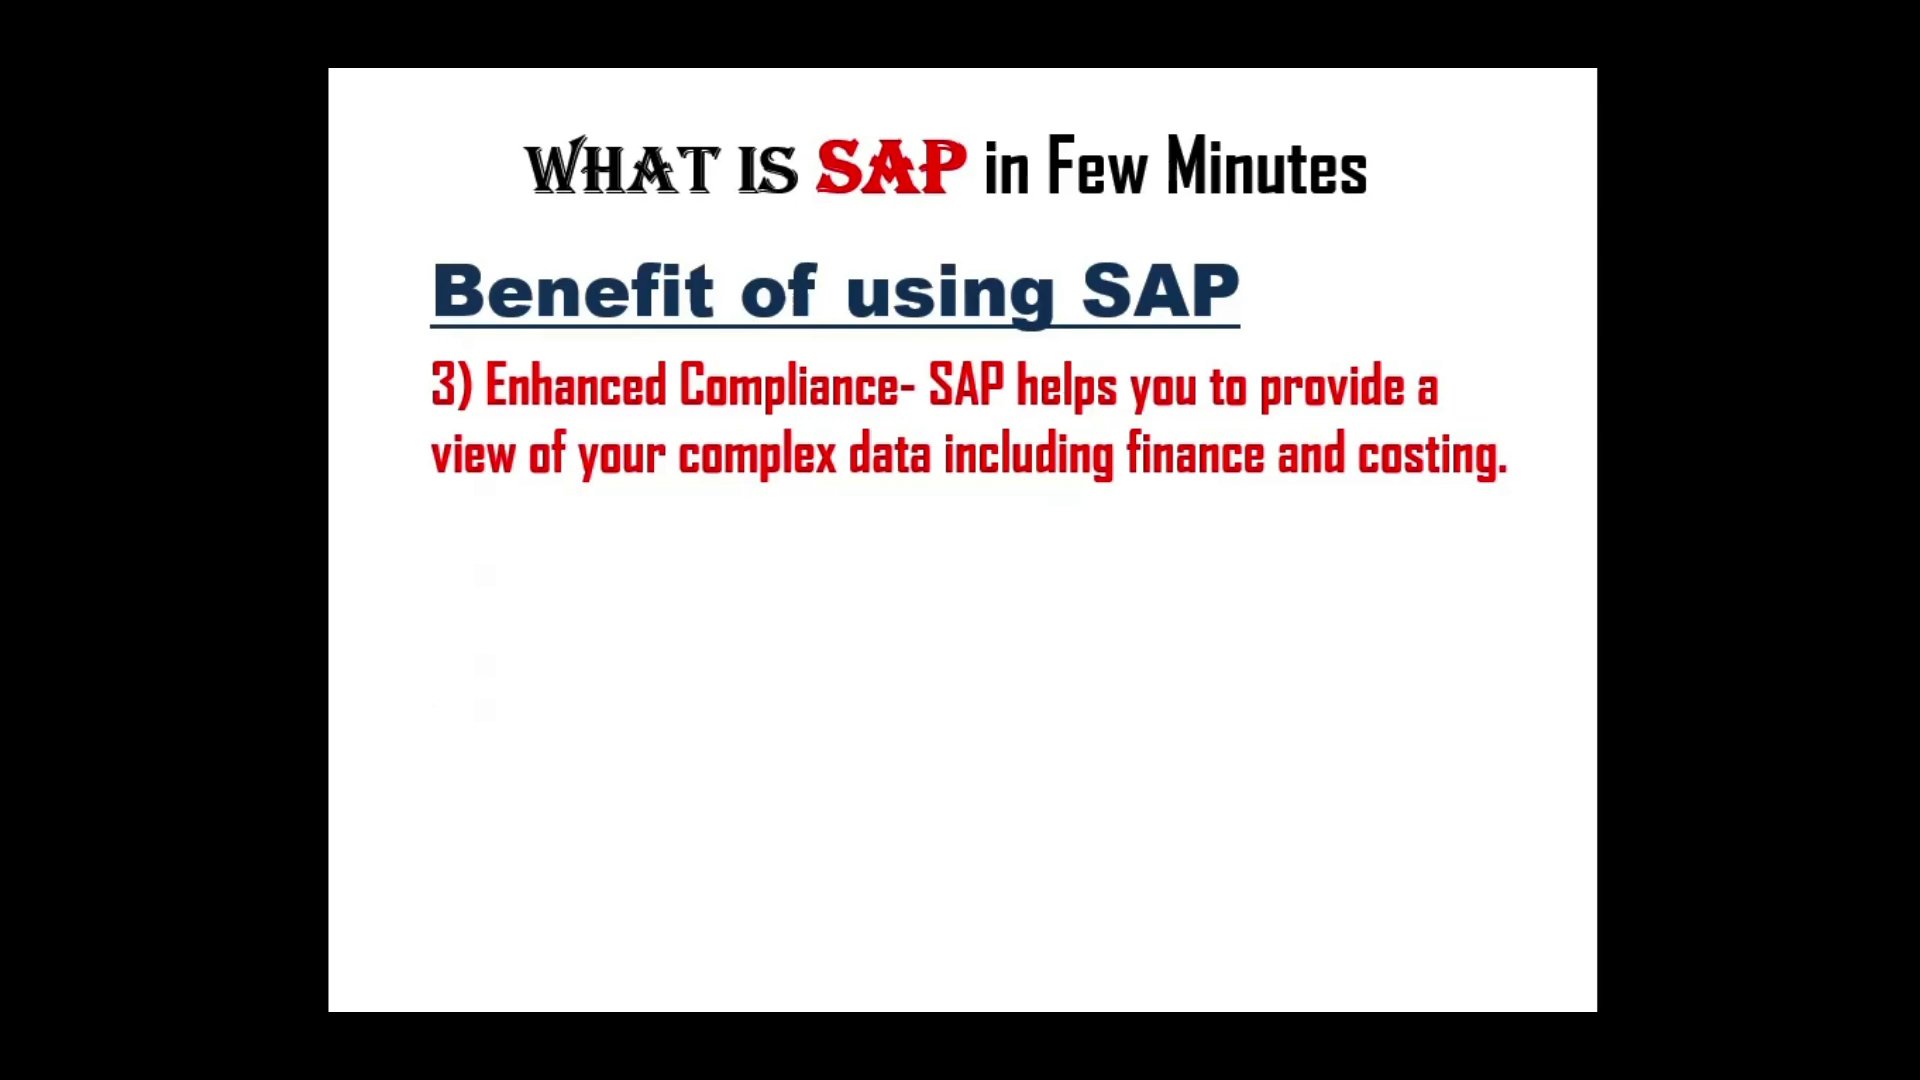 WHAT IS SAP in Few Minutes
Benefit of using SAP
3) Enhanced Compliance- SAP helps you to provide a
view of your complex data including finance and costing.